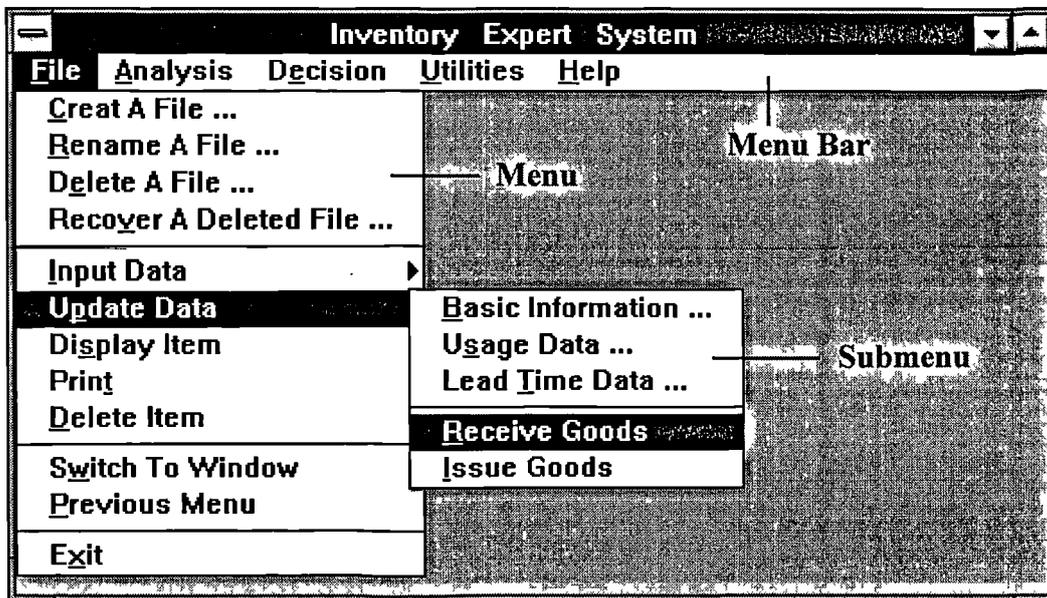 Inventory Expert System
File Analysis Decision Utilities Help
Menu Bar
Creat A File ...
Rename A File ...
Delete A File ...
Recover A Deleted File ...
Menu
Input Data
Update Data
Display Item
Print
Delete Item
Switch To Window
Previous Menu
Exit
Basic Information ...
Usage Data ...
Lead Time Data ...
Receive Goods
Issue Goods
Submenu